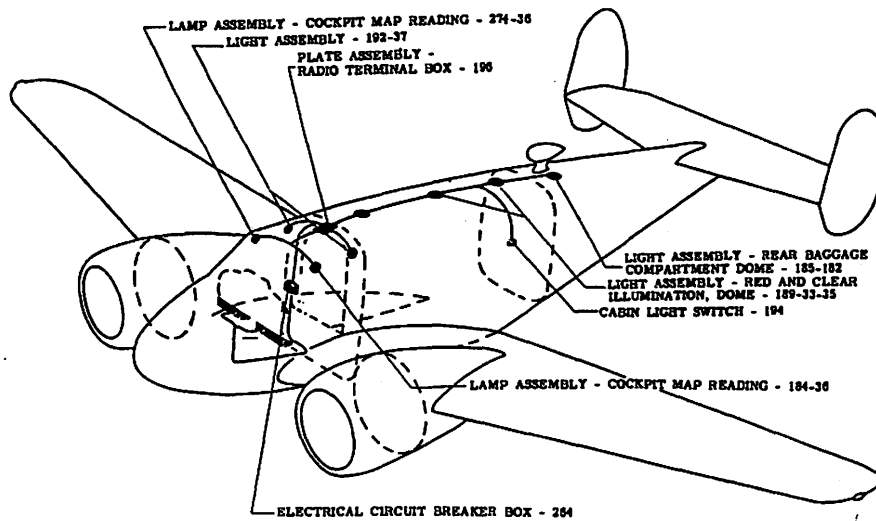 LAMP ASSEMBLY - COCKPIT MAP READING - 274-36
LIGHT ASSEMBLY - 192-37
PLATE ASSEMBLY -
RADIO TERMINAL BOX - 196
LIGHT ASSEMBLY - REAR BAGGAGE
COMPARTMENT DOME - 185-182
LIGHT ASSEMBLY - RED AND CLEAR
ILLUMINATION, DOME - 189-33-35
CABIN LIGHT SWITCH - 194
LAMP ASSEMBLY - COCKPIT MAP READING - 184-36
ELECTRICAL CIRCUIT BREAKER BOX - 264